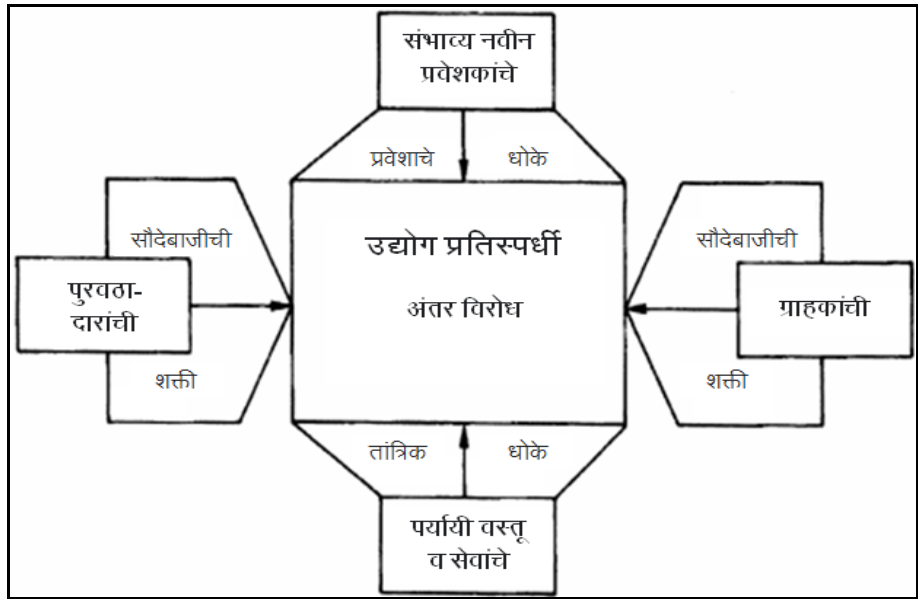 संभाव्य नवीन
प्रवेशकांचे
प्रवेशाचे धोके
उद्योग प्रतिस्पर्धी
अंतर विरोध
सौदेबाजीची
पुरवठा-
दारांची
शक्ती
सौदेबाजीची
ग्राहकांची
शक्ती
तांत्रिक धोके
पर्यायी वस्तू
व सेवांचे